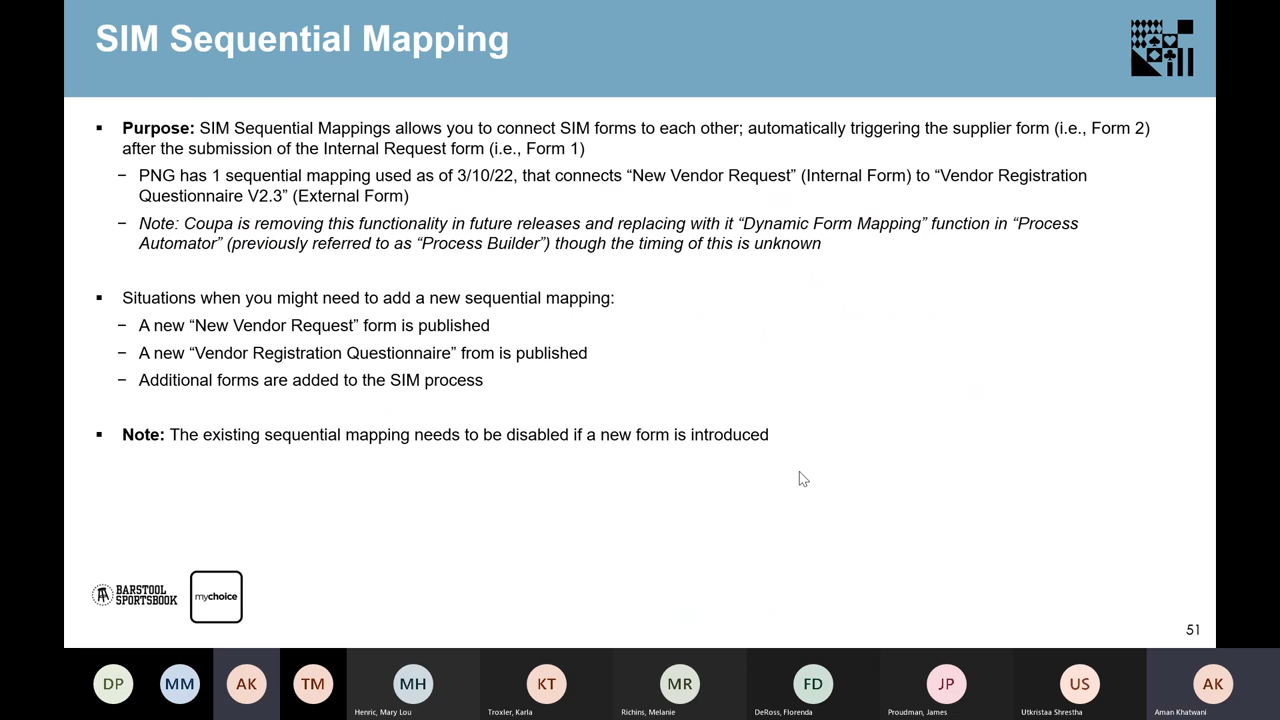 SIM Sequential Mapping
▪ Purpose: SIM Sequential Mappings allows you to connect SIM forms to each other; automatically triggering the supplier form (i.e., Form 2)
after the submission of the Internal Request form (i.e., Form 1)
− PNG has 1 sequential mapping used as of 3/10/22, that connects “New Vendor Request” (Internal Form) to “Vendor Registration
Questionnaire V2.3” (External Form)
− Note: Coupa is removing this functionality in future releases and replacing with it “Dynamic Form Mapping” function in “Process
Automator” (previously referred to as “Process Builder”) though the timing of this is unknown
▪ Situations when you might need to add a new sequential mapping:
− A new “New Vendor Request” form is published
− A new “Vendor Registration Questionnaire” from is published
− Additional forms are added to the SIM process
▪ Note: The existing sequential mapping needs to be disabled if a new form is introduced
BARSTOOL
SPORTSBOOK
mychoice
51
DP MM AK TM MH KT MR FD JP US AK
Henric, Mary Lou Troxler, Karla Richins, Melanie DeRoss, Florenda Proudman, James Utkristaa Shrestha Aman Khatwani